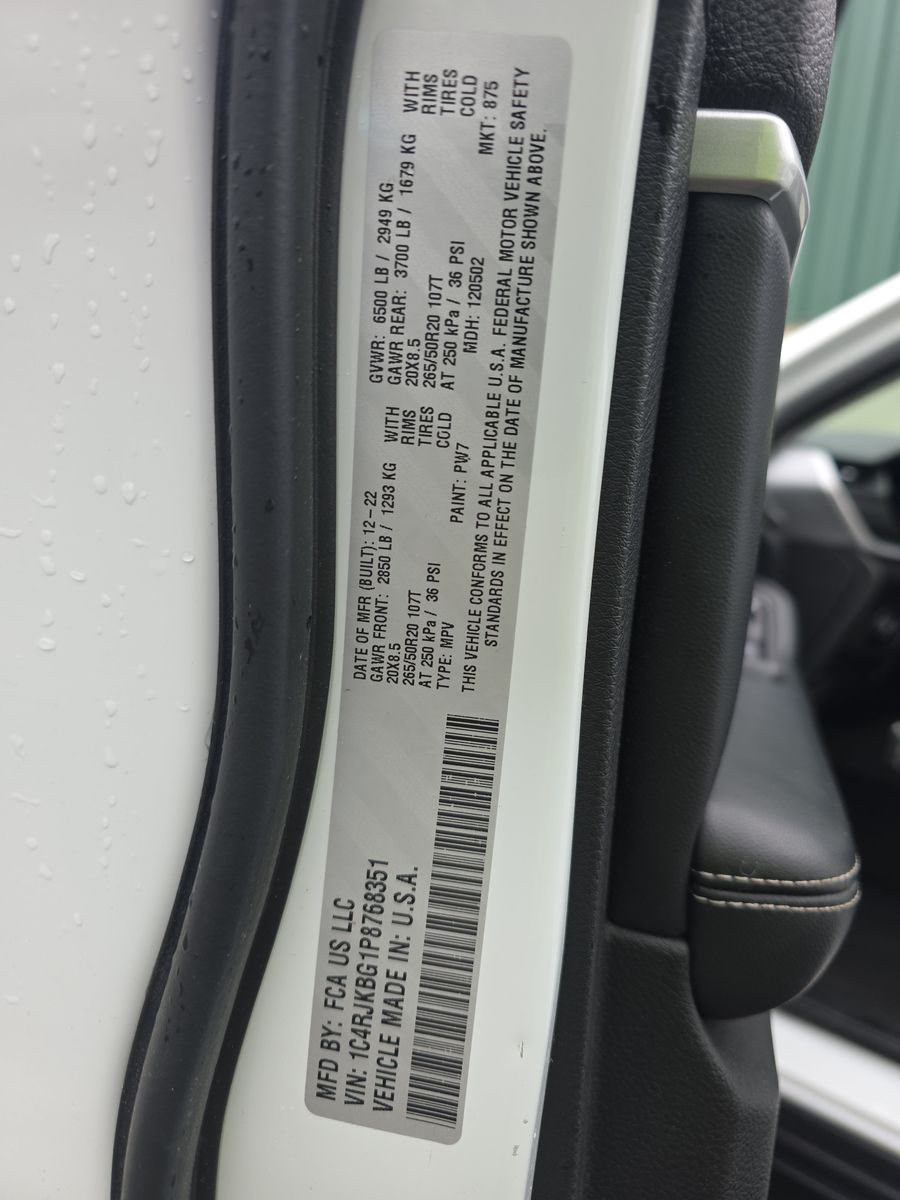 MFD BY: FCA US LLC
VIN: 1C4RJKBG1P8768351
VEHICLE MADE IN: U.S.A.
DATE OF MFR (BUILT): 12-22
GAWR FRONT: 2850 LB / 1293 KG WITH
20X8.5 RIMS
265/50R20 107T TIRES
AT 250 kPa / 36 PSI COLD
TYPE: MPV PAINT: PW7
GVWR: 6500 LB / 2949 KG
GAWR REAR: 3700 LB / 1679 KG WITH
20X8.5 RIMS
265/50R20 107T TIRES
AT 250 kPa / 36 PSI COLD
MDH: 120502 MKT: 875
THIS VEHICLE CONFORMS TO ALL APPLICABLE U.S.A. FEDERAL MOTOR VEHICLE SAFETY
STANDARDS IN EFFECT ON THE DATE OF MANUFACTURE SHOWN ABOVE.